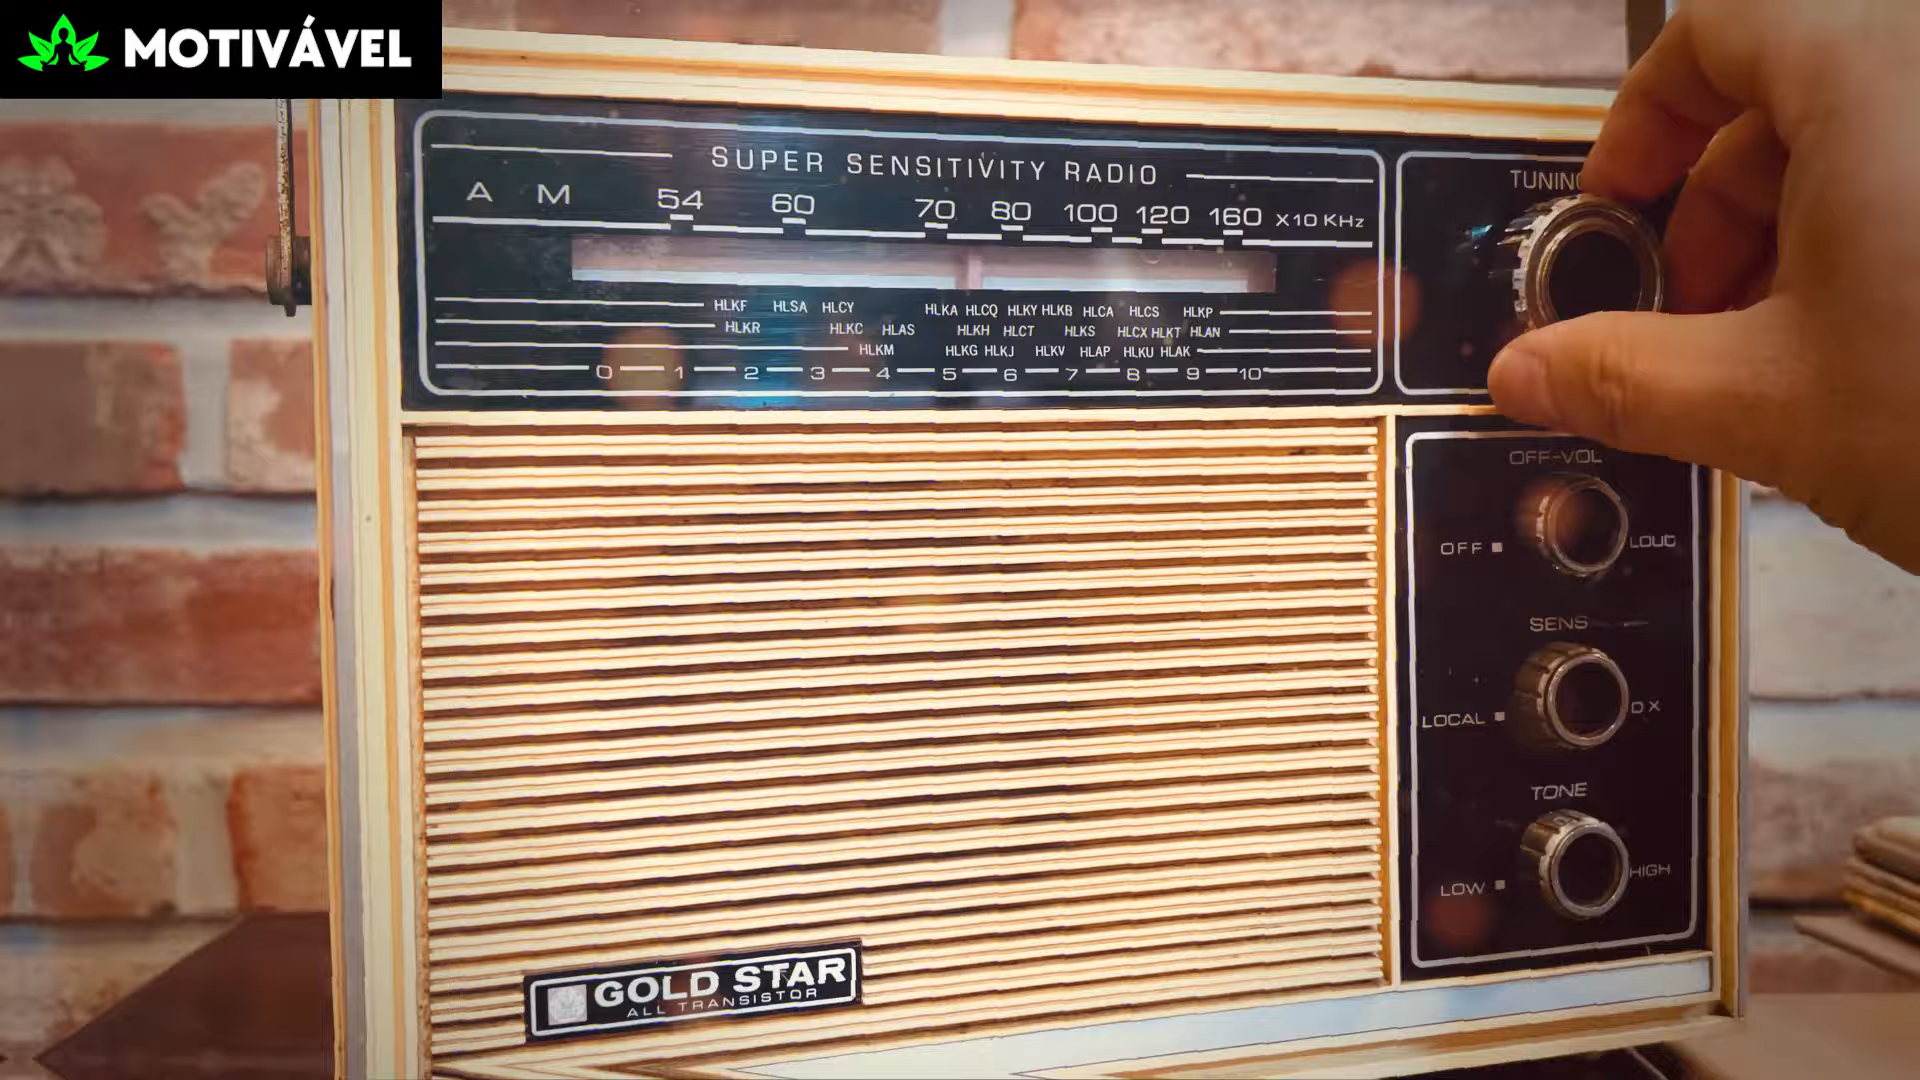 MOTIVÁVEL
SUPER SENSITIVITY RADIO
AM 54 60 70 80 100 120 160 X10 KHz
HLKF HLSA HLCY HLKA HLCQ HLKY HLKB HLCA HLCS HLKP
HLKR HLKC HLAS HLKH HLCT HLKS HLCX HLKT HLAN
HLKM HLKG HLKJ HLKV HLAP HLKU HLAK
0 1 2 3 4 5 6 7 8 9 10
TUNING
OFF-VOL
OFF LOUD
SENS
LOCAL DX
TONE
LOW HIGH
GOLD STAR
ALL TRANSISTOR